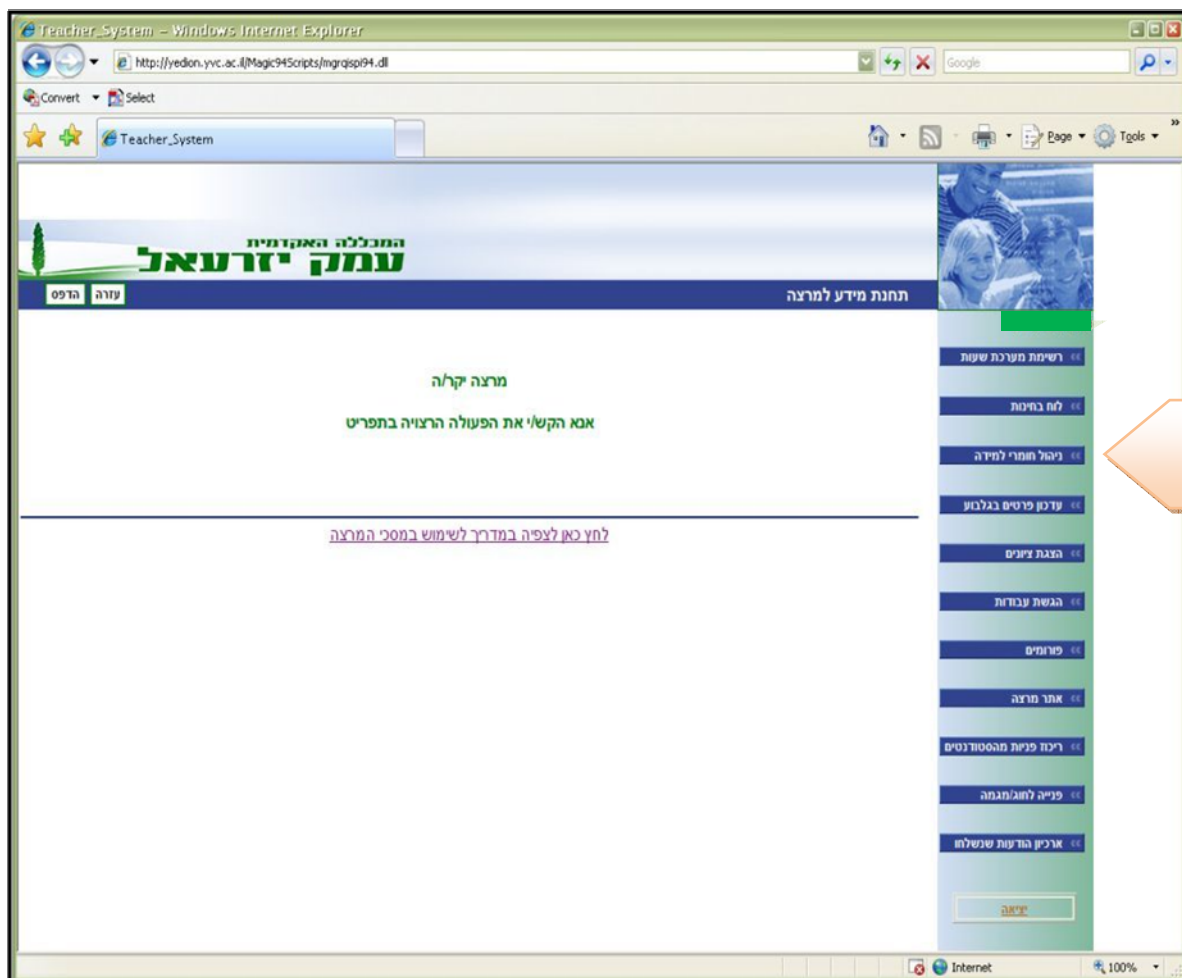 Teacher_System - Windows Internet Explorer
http://yedion.yvc.ac.il/Magic94Scripts/mgrqispi94.dll
Google
Convert
Select
Teacher_System
Page
Tools
המכללה האקדמית
עמק יזרעאל
תחנת מידע למרצה
עזרה
הדפס
רשימת מערכת שעות
לוח בחינות
ניהול חומרי למידה
עדכון פרטים בגלבוע
הצגת ציונים
הגשת עבודות
פורומים
אתר מרצה
ריכוז פניות מהסטודנטים
פנייה לחוג/מגמה
ארכיון הודעות שנשלחו
יציאה
מרצה יקר/ה
אנא הקש/י את הפעולה הרצויה בתפריט
לחץ כאן לצפיה במדריך לשימוש במסכי המרצה
Internet
100%